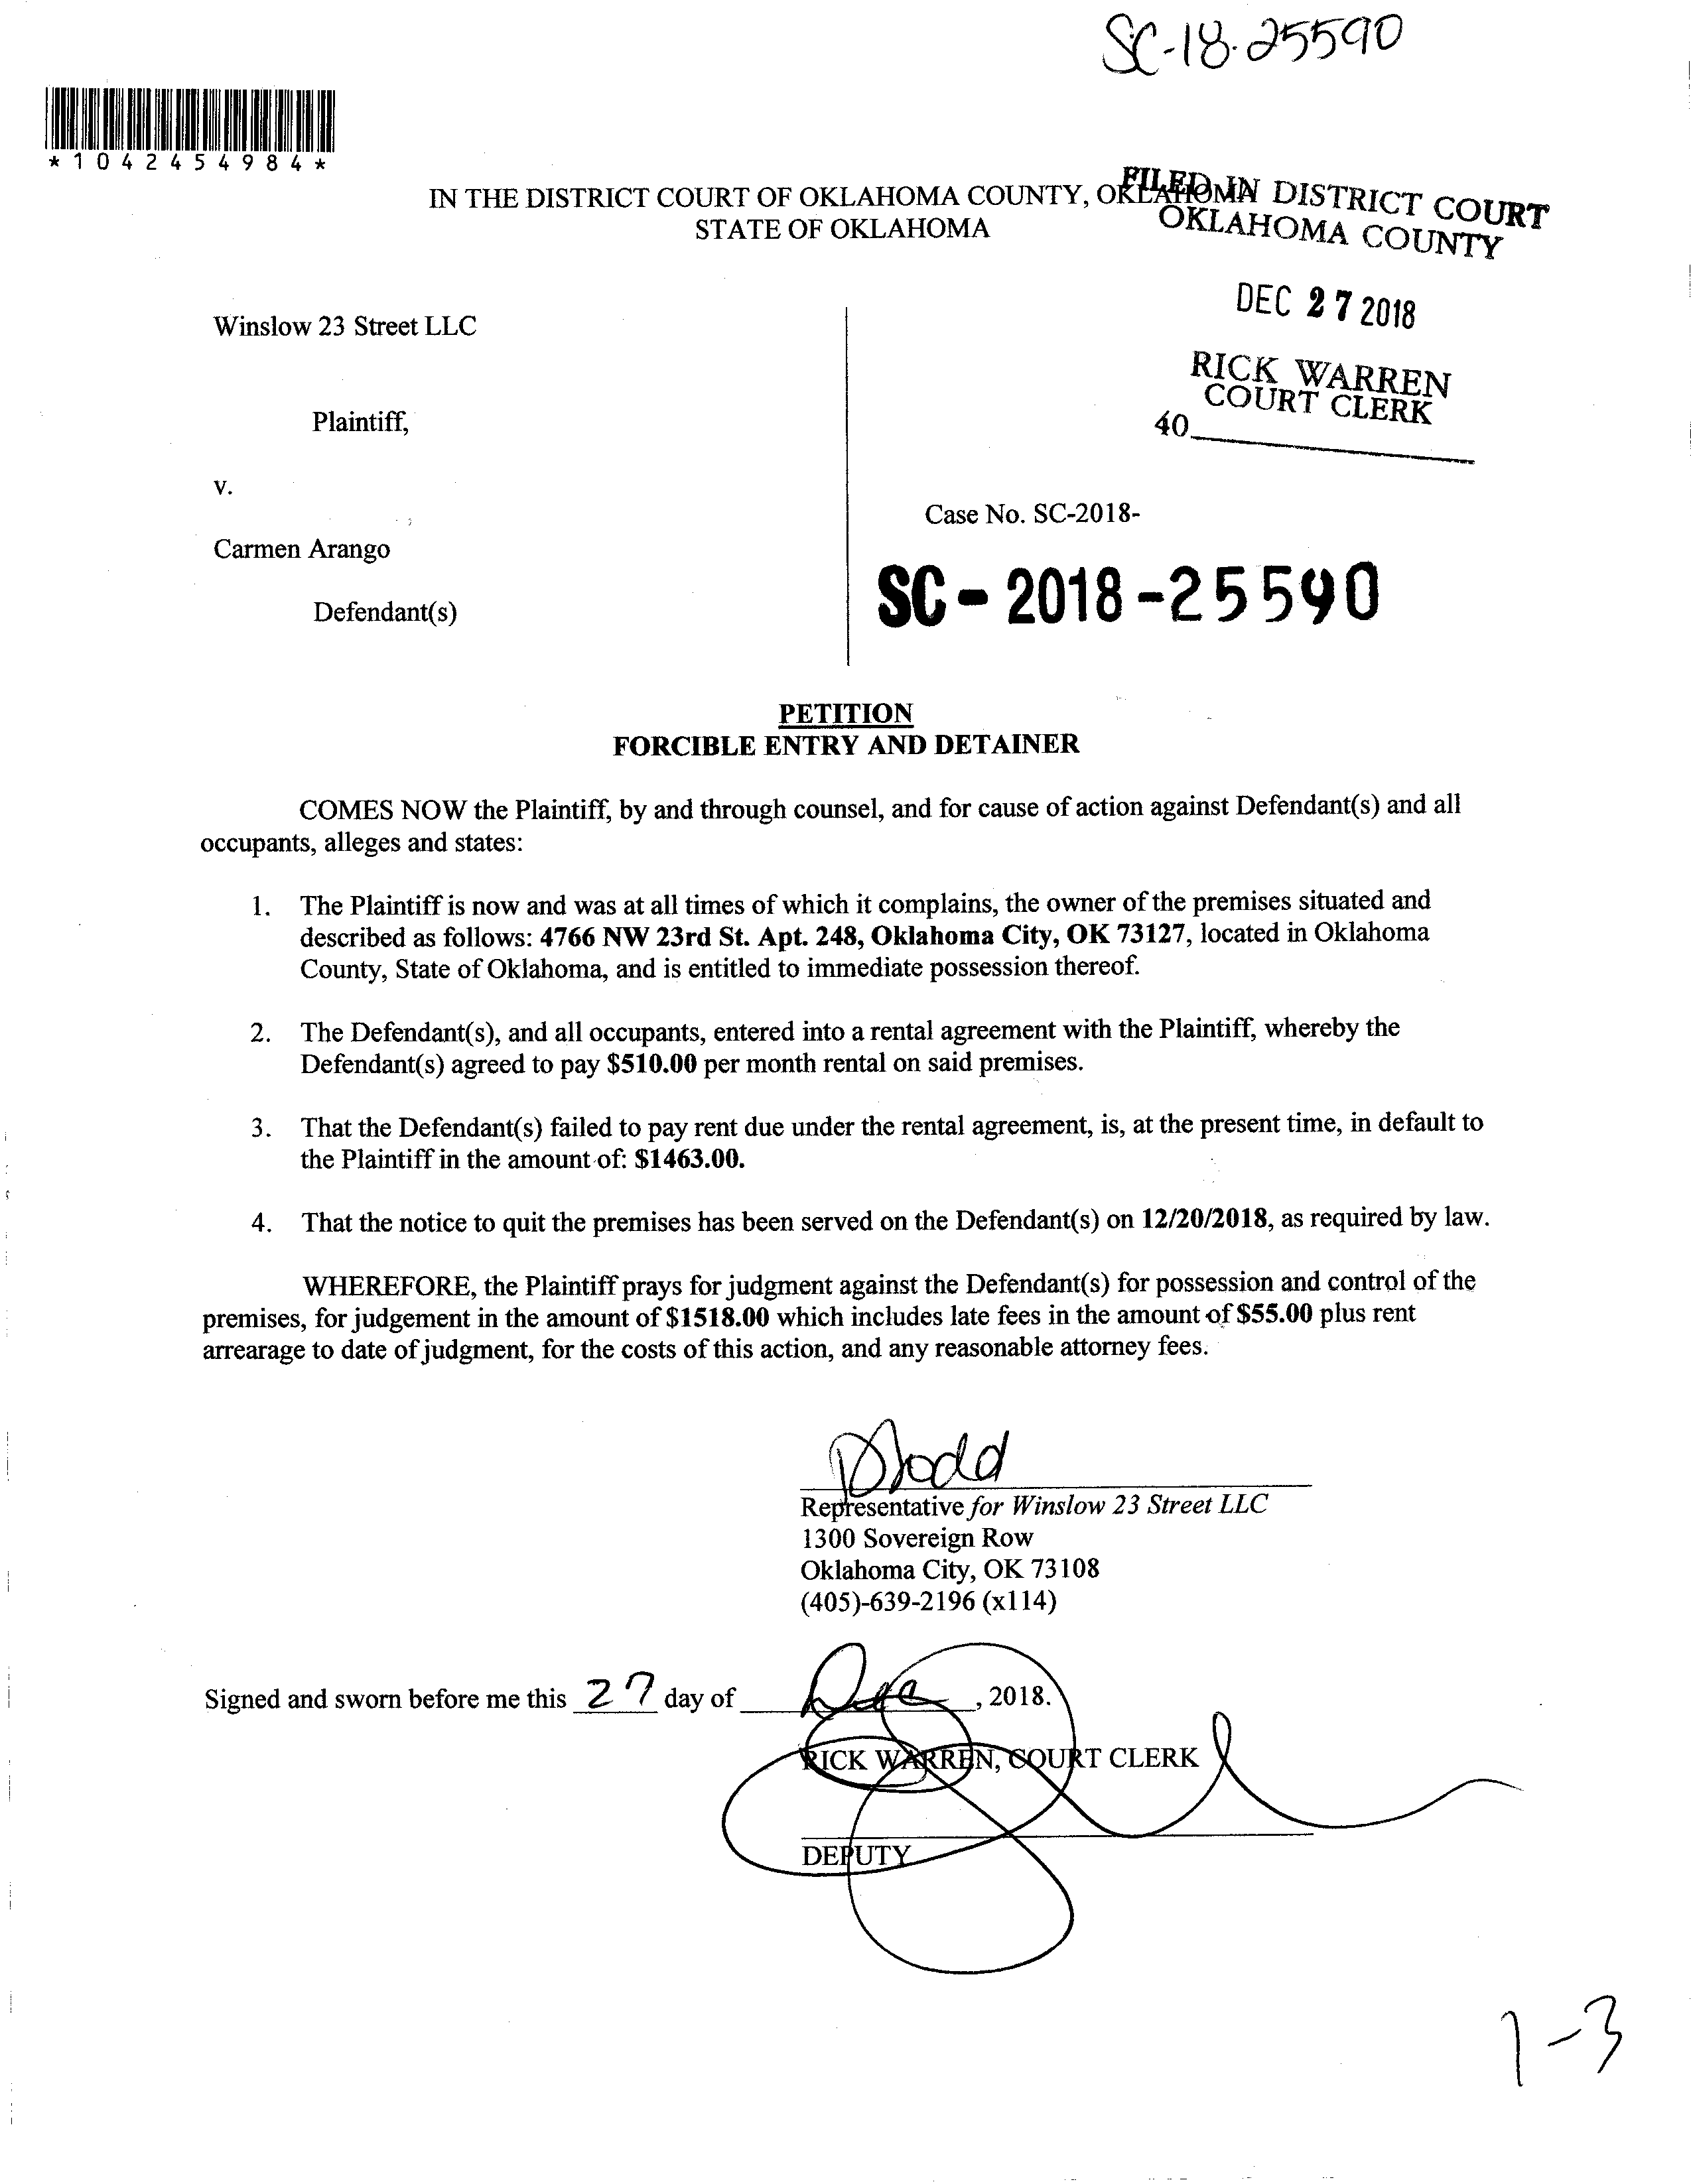 SC-18-25590
*1042454984*
IN THE DISTRICT COURT OF OKLAHOMA COUNTY, OKLAHOMA
STATE OF OKLAHOMA
FILED IN DISTRICT COURT
OKLAHOMA COUNTY
DEC 27 2018
RICK WARREN
COURT CLERK
40
Winslow 23 Street LLC
Plaintiff,
v.
Carmen Arango
Defendant(s)
Case No. SC-2018-
SC-2018-25590
PETITION
FORCIBLE ENTRY AND DETAINER
COMES NOW the Plaintiff, by and through counsel, and for cause of action against Defendant(s) and all
occupants, alleges and states:
1. The Plaintiff is now and was at all times of which it complains, the owner of the premises situated and
described as follows: 4766 NW 23rd St. Apt. 248, Oklahoma City, OK 73127, located in Oklahoma
County, State of Oklahoma, and is entitled to immediate possession thereof.
2. The Defendant(s), and all occupants, entered into a rental agreement with the Plaintiff, whereby the
Defendant(s) agreed to pay $510.00 per month rental on said premises.
3. That the Defendant(s) failed to pay rent due under the rental agreement, is, at the present time, in default to
the Plaintiff in the amount of: $1463.00.
4. That the notice to quit the premises has been served on the Defendant(s) on 12/20/2018, as required by law.
WHEREFORE, the Plaintiff prays for judgment against the Defendant(s) for possession and control of the
premises, for judgement in the amount of $1518.00 which includes late fees in the amount of $55.00 plus rent
arrearage to date of judgment, for the costs of this action, and any reasonable attorney fees.
Representative for Winslow 23 Street LLC
1300 Sovereign Row
Oklahoma City, OK 73108
(405)-639-2196 (x114)
Signed and sworn before me this 27 day of Dec, 2018.
RICK WARREN, COURT CLERK
DEPUTY
1-3